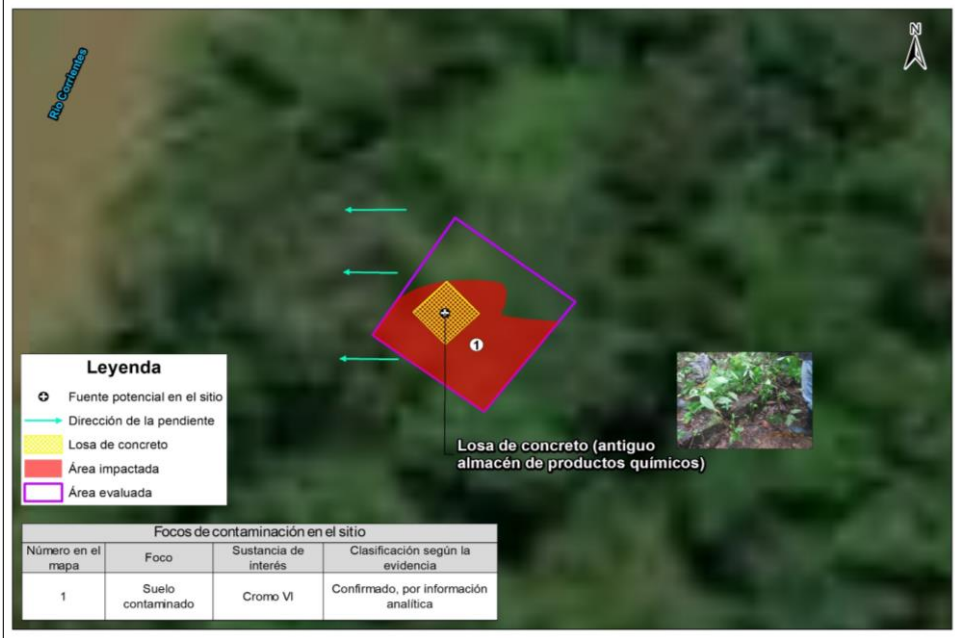 N
Río Corrientes
1
Losa de concreto (antiguo
almacén de productos químicos)
Leyenda
Fuente potencial en el sitio
Dirección de la pendiente
Losa de concreto
Área impactada
Área evaluada
Focos de contaminación en el sitio
Número en el
mapa
Foco
Sustancia de
interés
Clasificación según la
evidencia
1
Suelo
contaminado
Cromo VI
Confirmado, por información
analítica